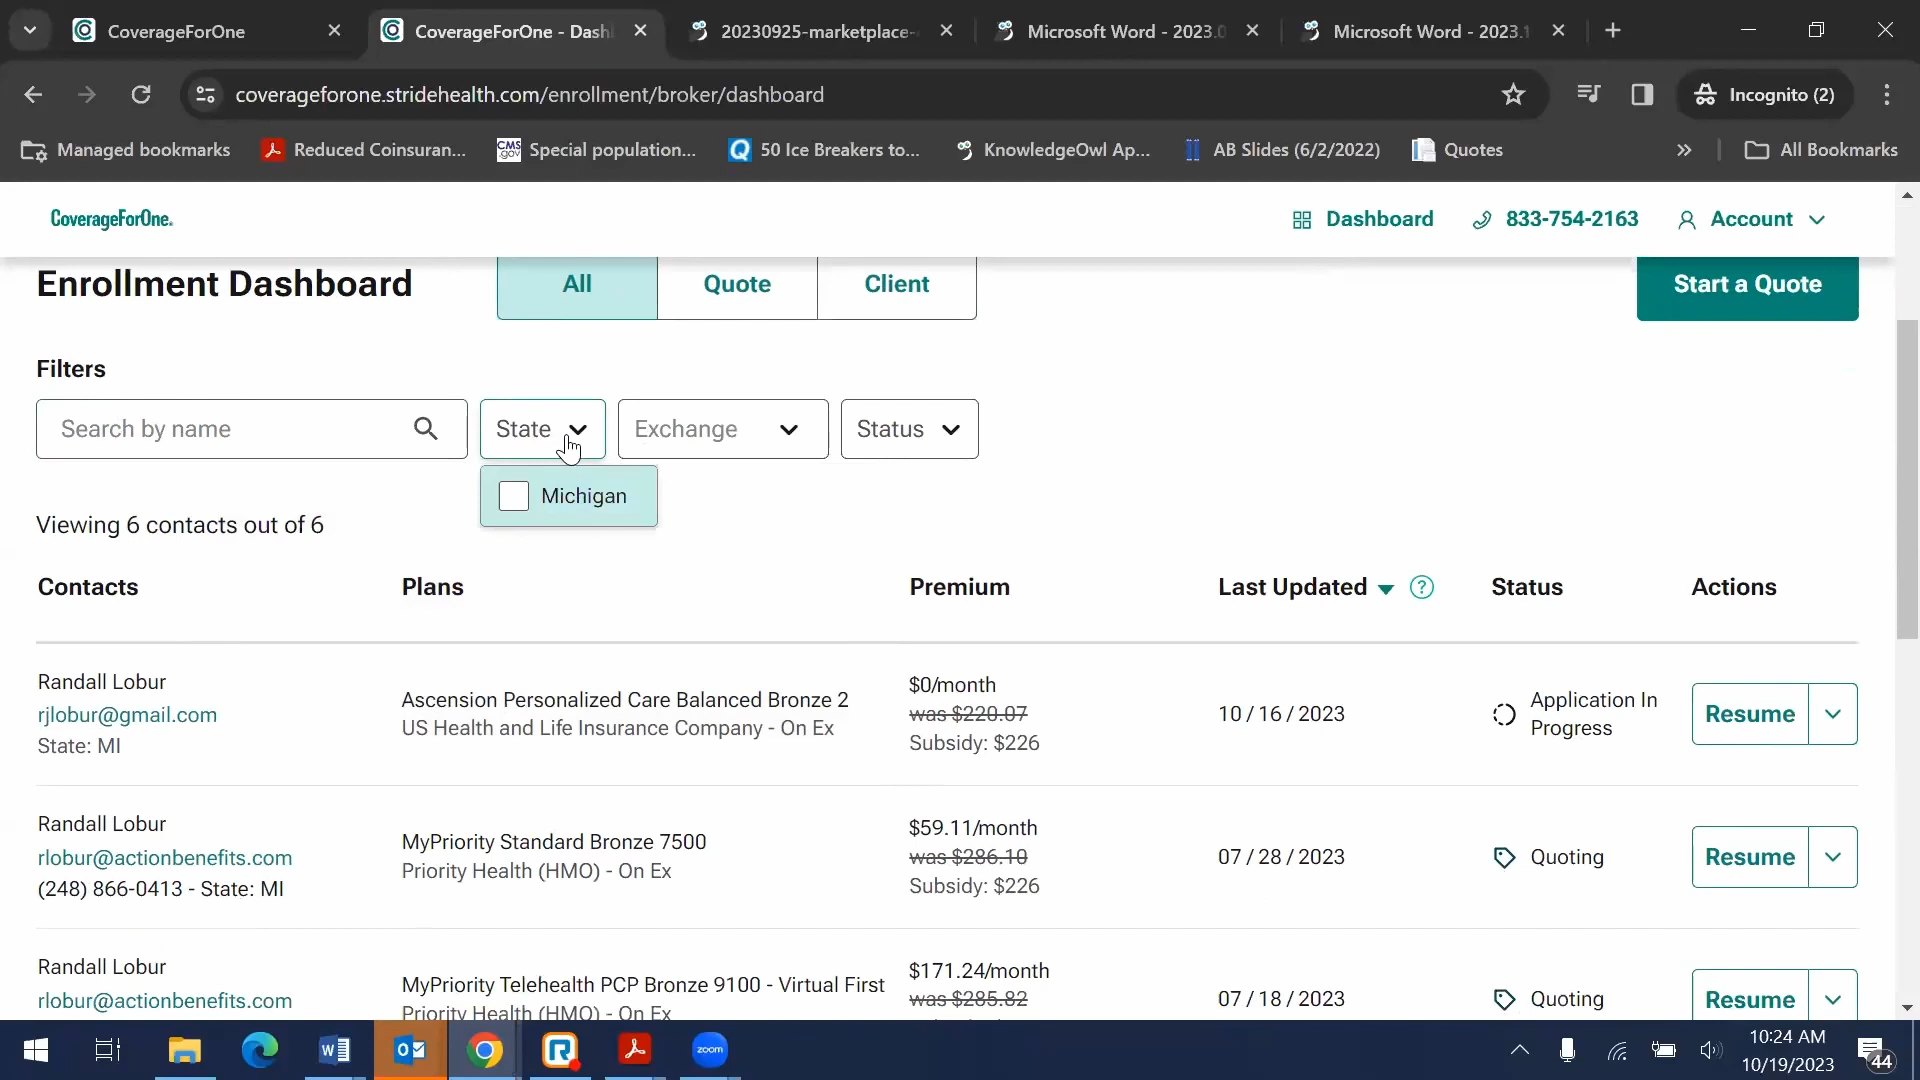 CoverageForOne
CoverageForOne - Dash
20230925-marketplace-
Microsoft Word - 2023.0
Microsoft Word - 2023.1
coverageforone.stridehealth.com/enrollment/broker/dashboard
Incognito (2)
Managed bookmarks
Reduced Coinsuran...
CMS.gov
Special population...
50 Ice Breakers to...
KnowledgeOwl Ap...
AB Slides (6/2/2022)
Quotes
All Bookmarks
CoverageForOne.
Dashboard
833-754-2163
Account
Enrollment Dashboard
All
Quote
Client
Start a Quote
Filters
Search by name
State
Exchange
Status
Michigan
Viewing 6 contacts out of 6
Contacts
Plans
Premium
Last Updated
?
Status
Actions
Randall Lobur
rjlobur@gmail.com
State: MI
Ascension Personalized Care Balanced Bronze 2
US Health and Life Insurance Company - On Ex
$0/month
was $220.07
Subsidy: $226
10 / 16 / 2023
Application In
Progress
Resume
Randall Lobur
rlobur@actionbenefits.com
(248) 866-0413 - State: MI
MyPriority Standard Bronze 7500
Priority Health (HMO) - On Ex
$59.11/month
was $286.10
Subsidy: $226
07 / 28 / 2023
Quoting
Resume
Randall Lobur
rlobur@actionbenefits.com
MyPriority Telehealth PCP Bronze 9100 - Virtual First
Priority Health (HMO) - On Ex
$171.24/month
was $285.82
07 / 18 / 2023
Quoting
Resume
zoom
10:24 AM
10/19/2023
44